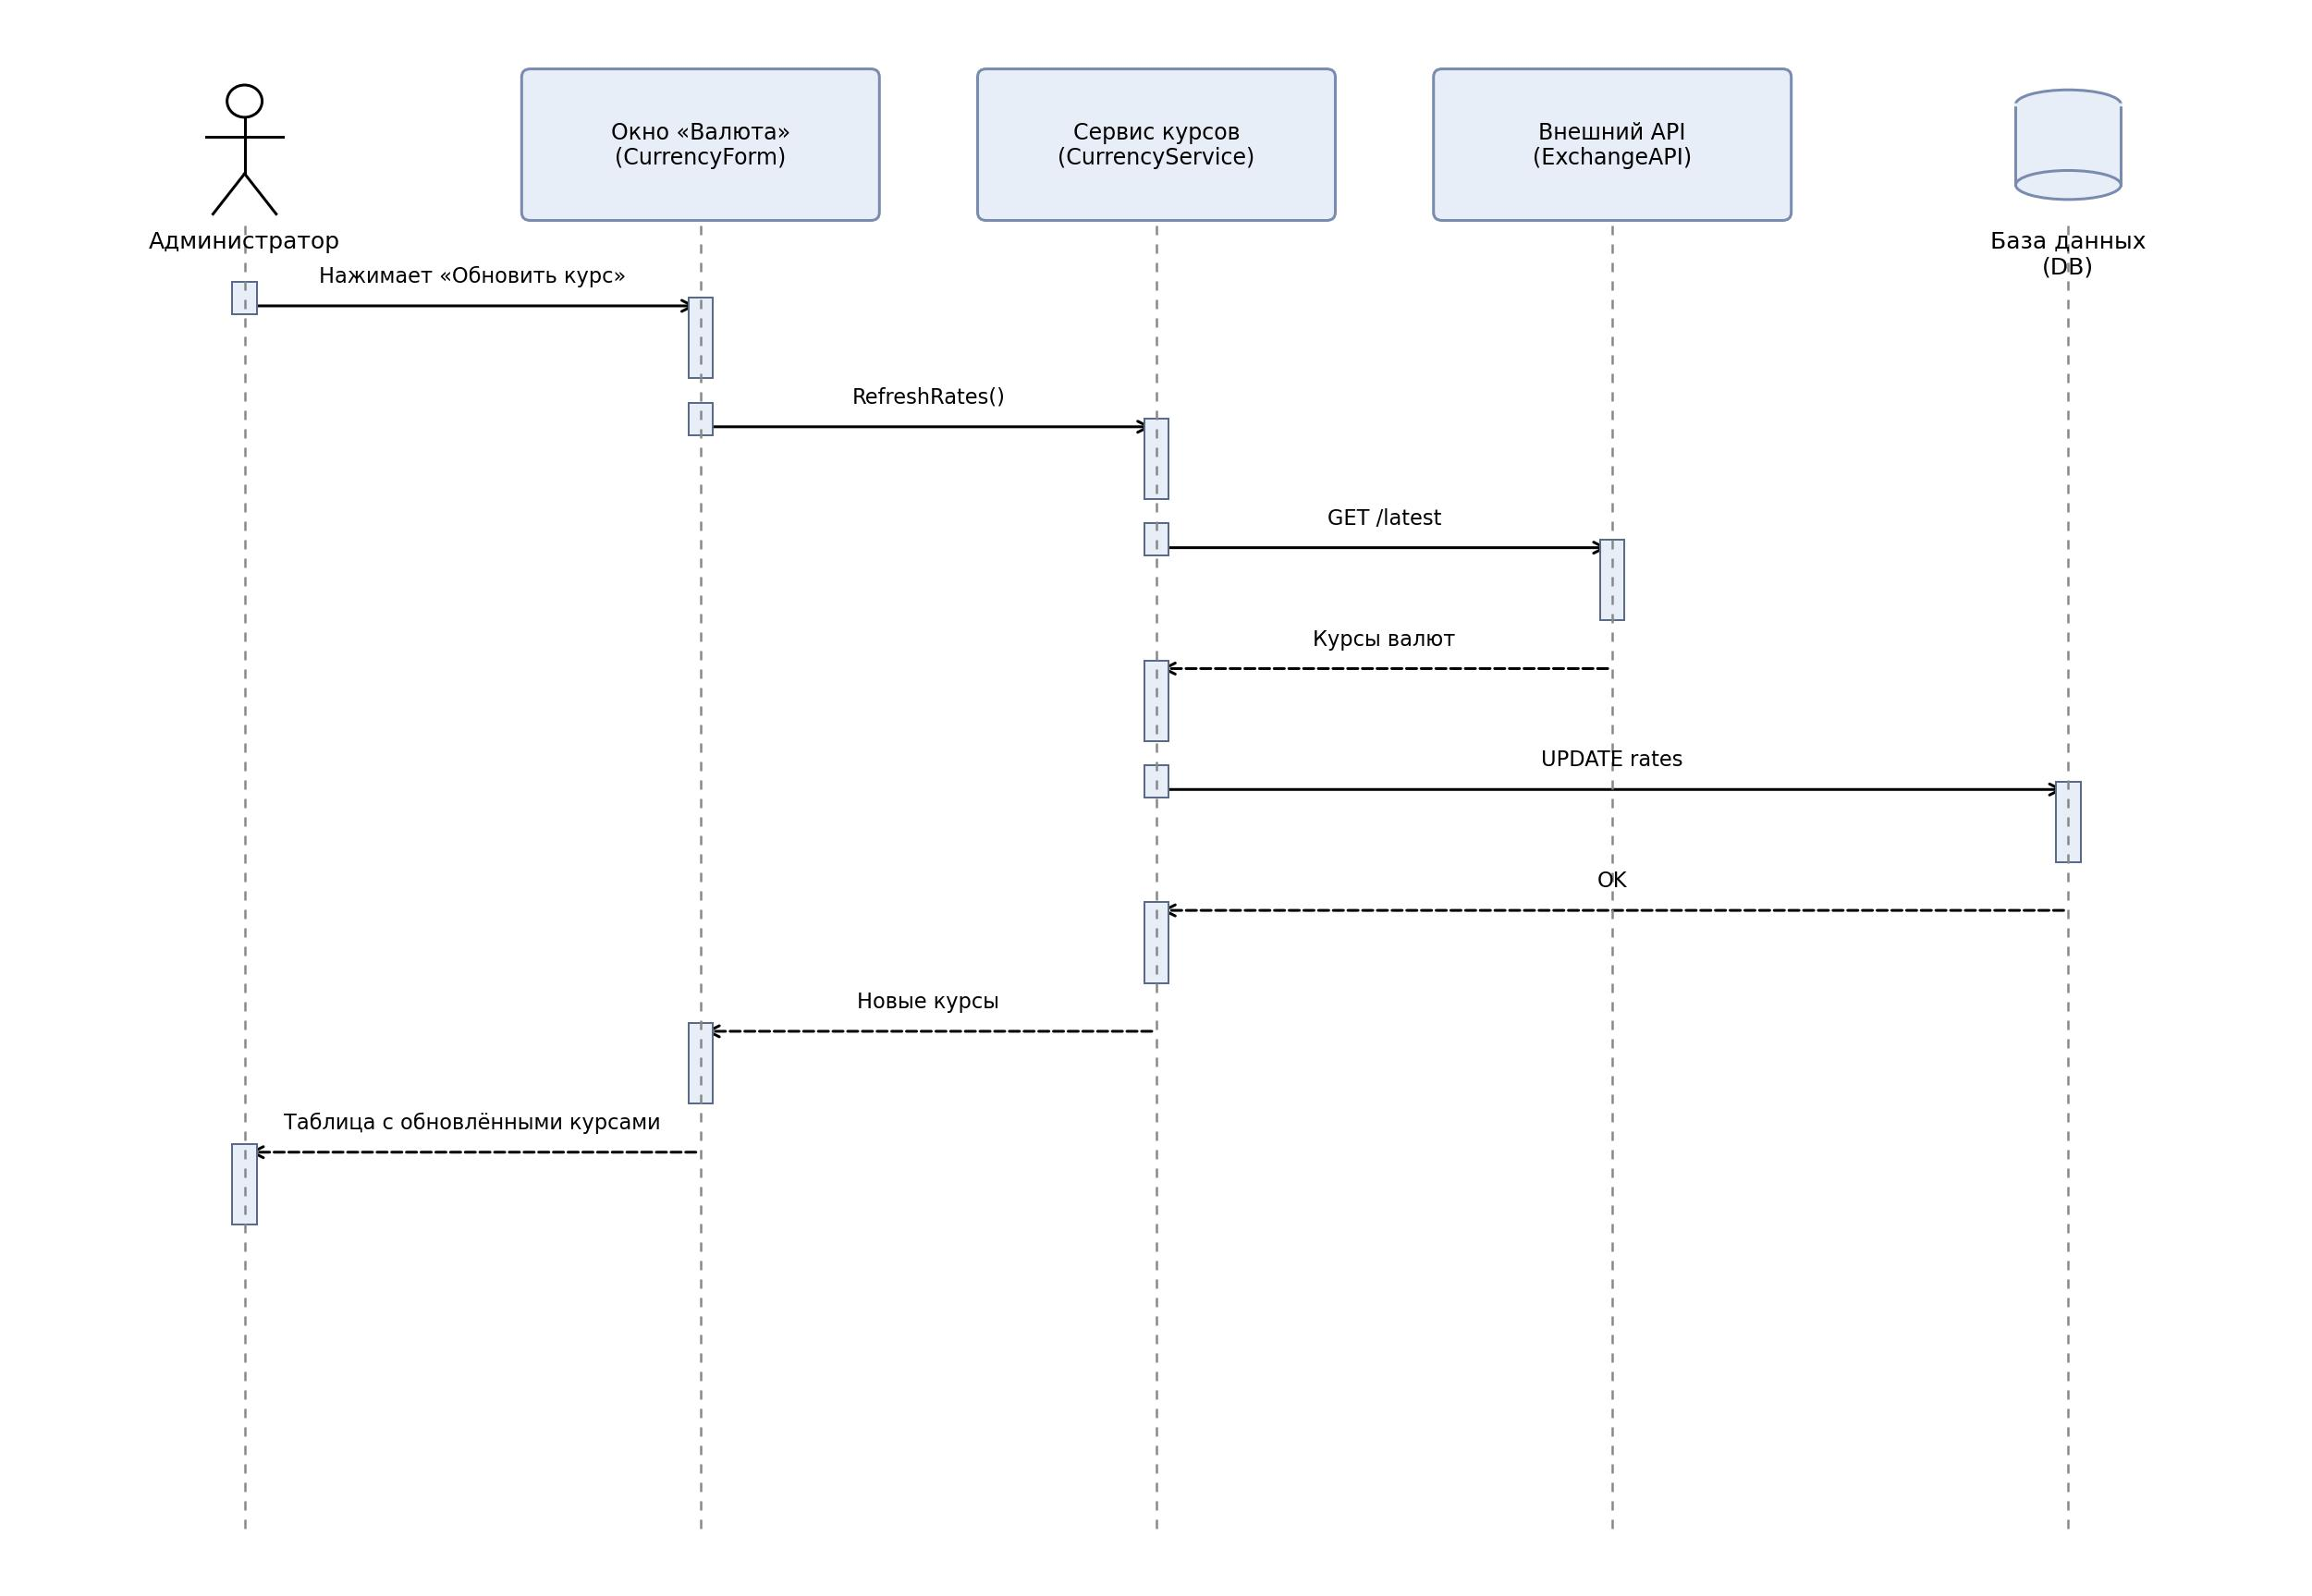 Окно «Валюта»
(CurrencyForm)
Сервис курсов
(CurrencyService)
Внешний API
(ExchangeAPI)
Администратор
База данных
(DB)
Нажимает «Обновить курс»
RefreshRates()
GET /latest
Курсы валют
UPDATE rates
OK
Новые курсы
Таблица с обновлёнными курсами